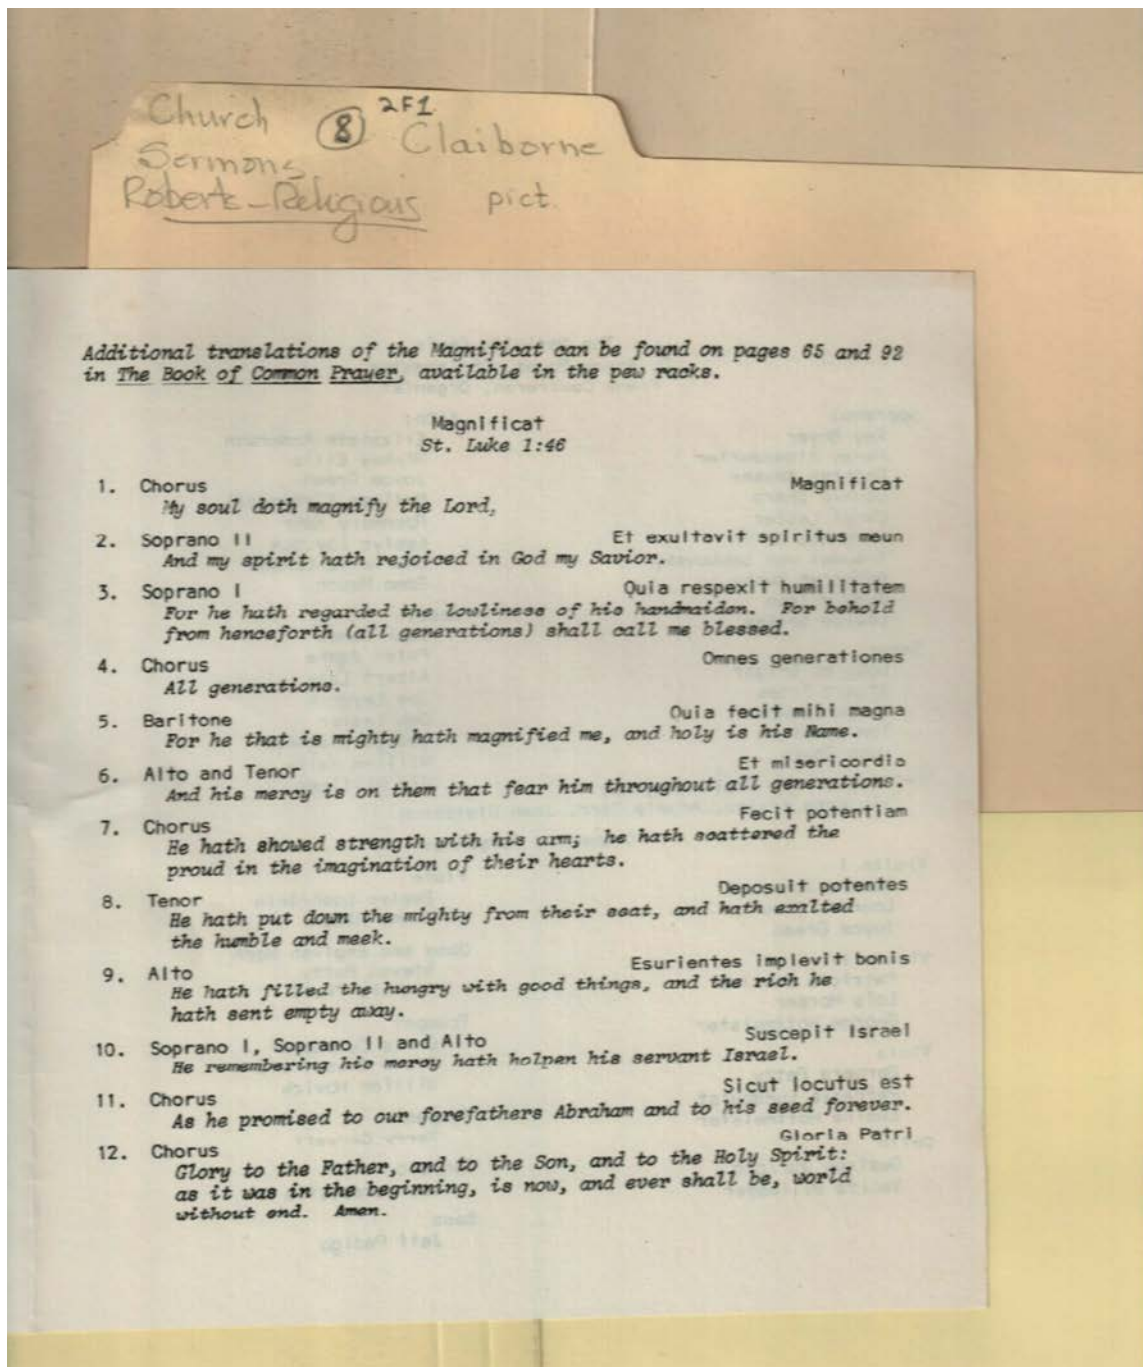 Church ⑧ 2F1 Claiborne
Sermons
Roberts-Religious pict.
Additional translations of the Magnificat can be found on pages 65 and 92
in The Book of Common Prayer, available in the pew racks.
Magnificat
St. Luke 1:46
1. Chorus Magnificat
My soul doth magnify the Lord,
2. Soprano II Et exultavit spiritus meun
And my spirit hath rejoiced in God my Savior.
3. Soprano I Quia respexit humilitatem
For he hath regarded the lowliness of his handmaiden. For behold
from henceforth (all generations) shall call me blessed.
4. Chorus Omnes generationes
All generations.
5. Baritone Quia fecit mihi magna
For he that is mighty hath magnified me, and holy is his Name.
6. Alto and Tenor Et misericordia
And his mercy is on them that fear him throughout all generations.
7. Chorus Fecit potentiam
He hath showed strength with his arm; he hath scattered the
proud in the imagination of their hearts.
8. Tenor Deposuit potentes
He hath put down the mighty from their seat, and hath exalted
the humble and meek.
9. Alto Esurientes implevit bonis
He hath filled the hungry with good things, and the rich he
hath sent empty away.
10. Soprano I, Soprano II and Alto Suscepit Israel
He remembering his mercy hath holpen his servant Israel.
11. Chorus Sicut locutus est
As he promised to our forefathers Abraham and to his seed forever.
12. Chorus Gloria Patri
Glory to the Father, and to the Son, and to the Holy Spirit:
as it was in the beginning, is now, and ever shall be, world
without end. Amen.